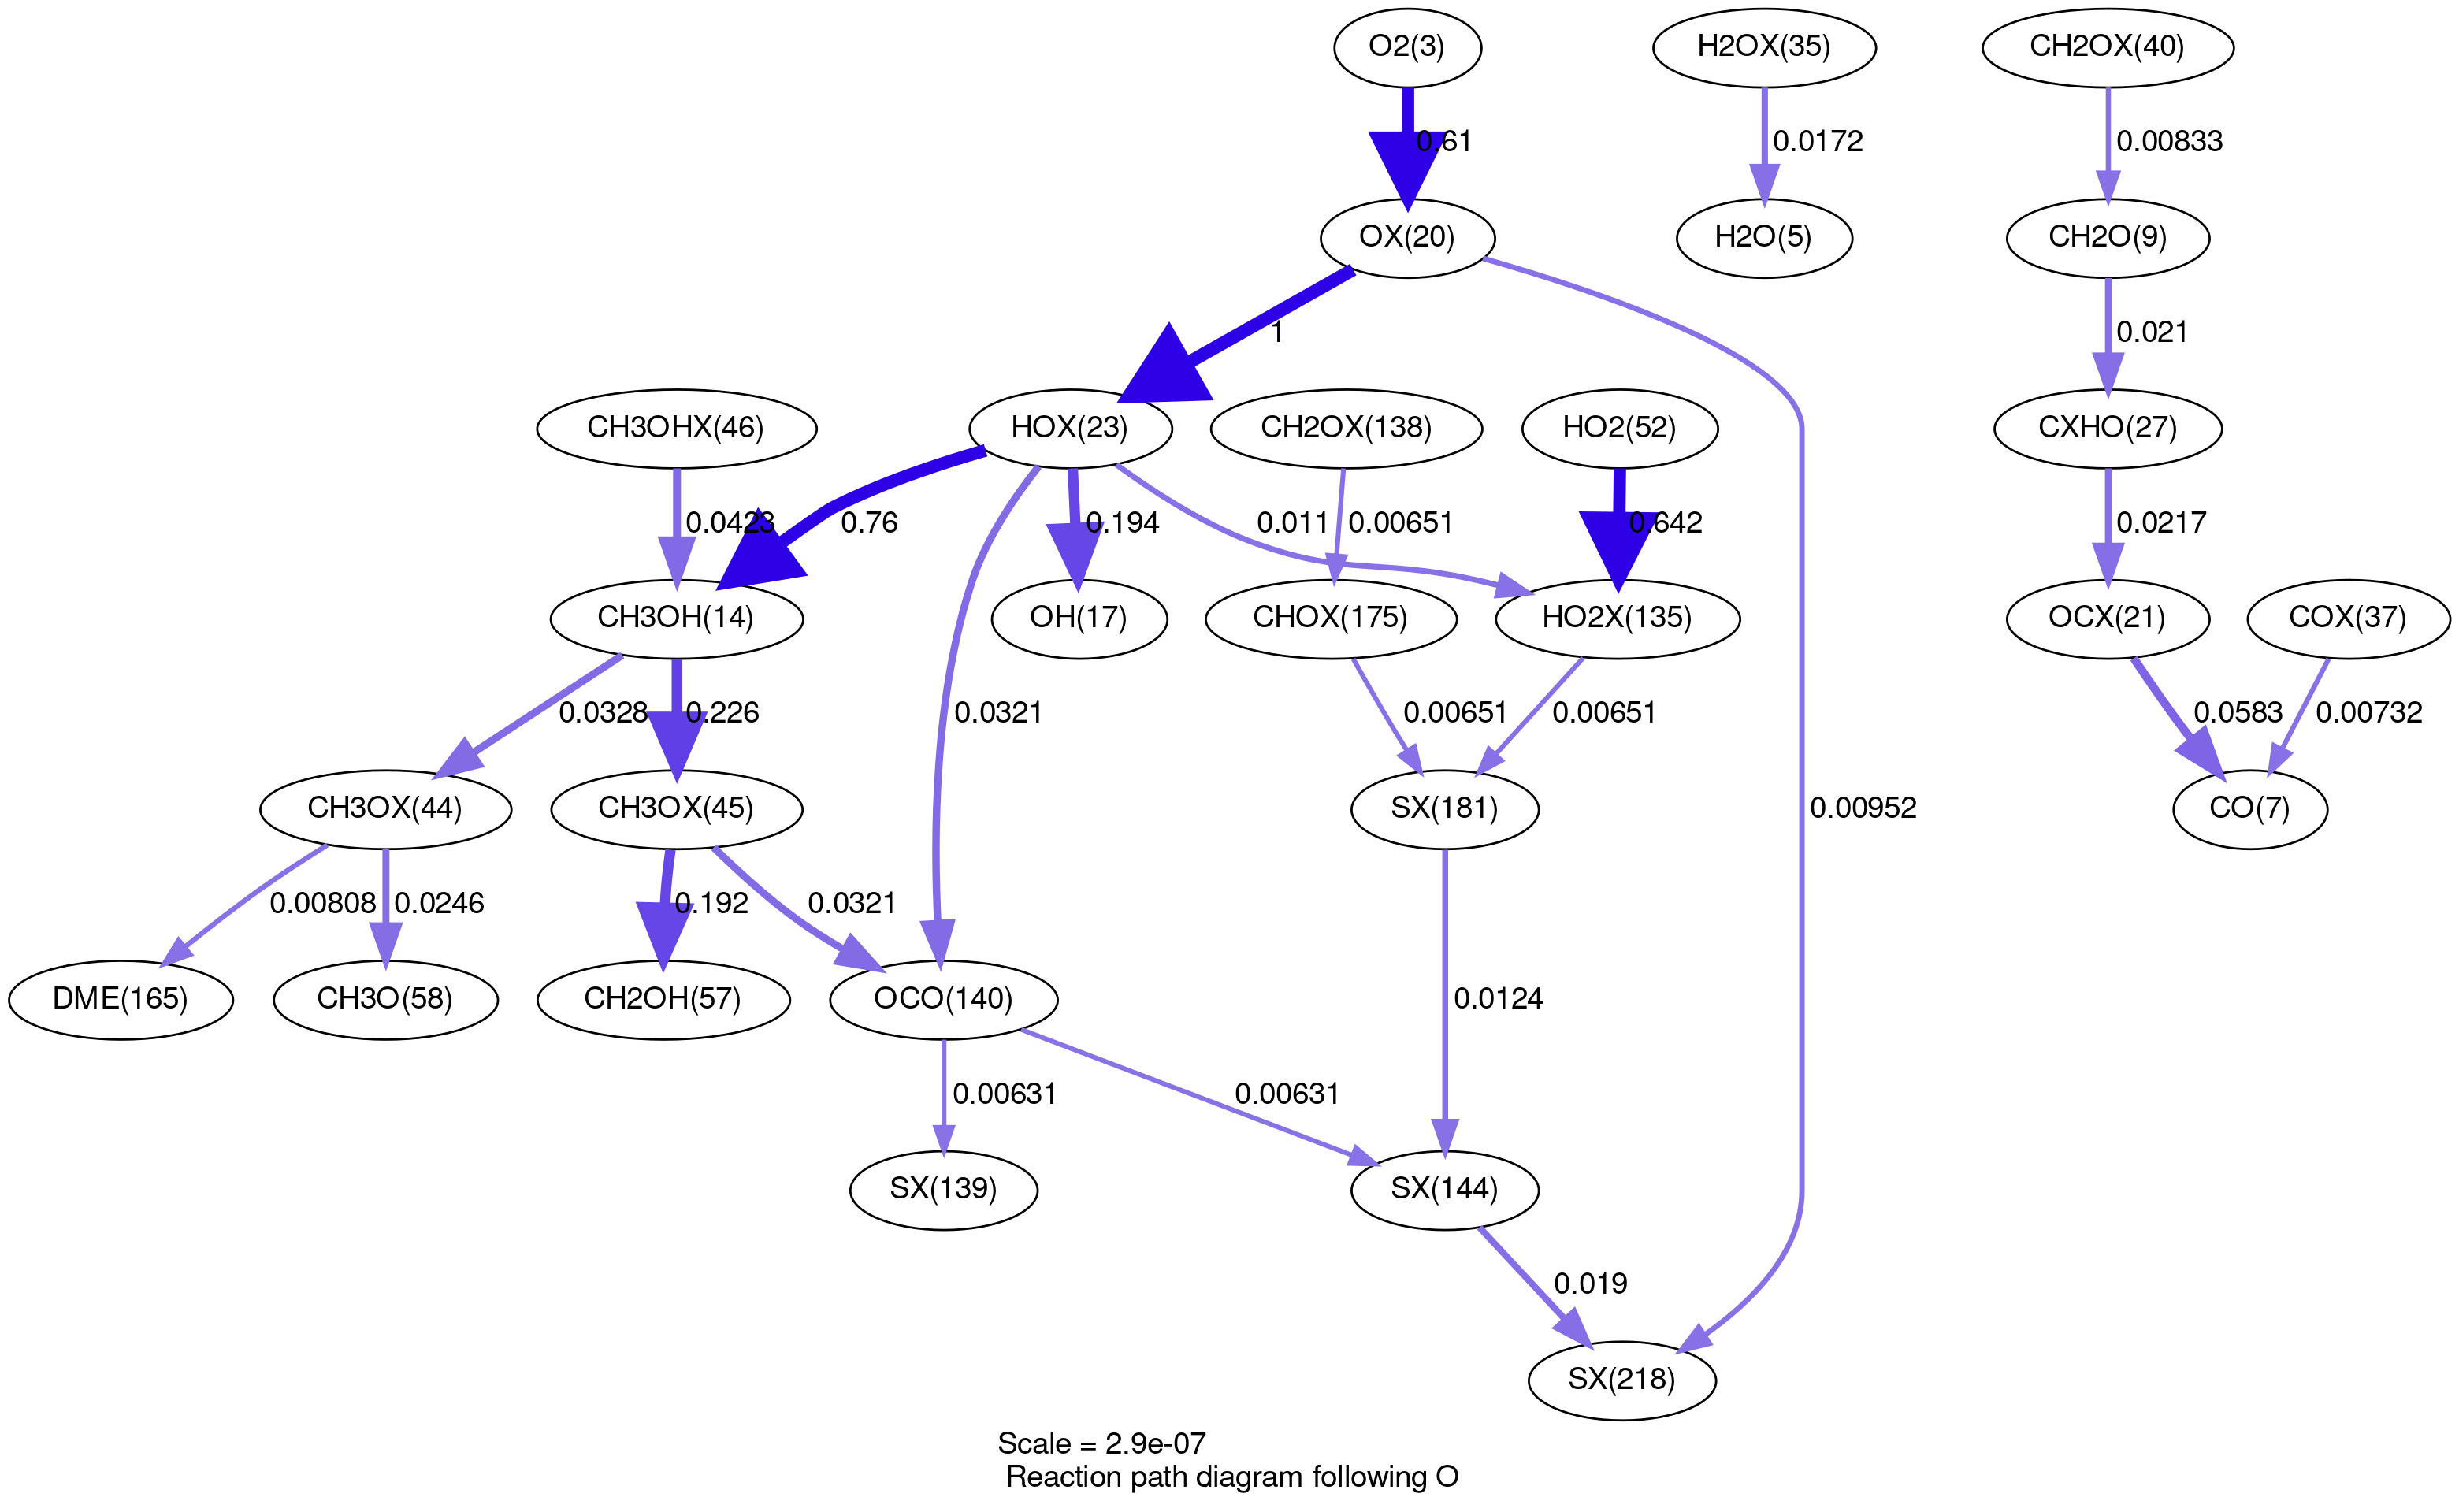 O2(3)
H2OX(35)
CH2OX(40)
0.61
0.0172
0.00833
OX(20)
H2O(5)
CH2O(9)
1
0.021
CH3OHX(46)
HOX(23)
CH2OX(138)
HO2(52)
CXHO(27)
0.0423
0.76
0.194
0.011
0.00651
0.642
0.0217
CH3OH(14)
OH(17)
CHOX(175)
HO2X(135)
OCX(21)
COX(37)
0.0328
0.226
0.0321
0.00651
0.00651
0.0583
0.00732
CH3OX(44)
CH3OX(45)
SX(181)
0.00952
CO(7)
0.00808
0.0246
0.192
0.0321
DME(165)
CH3O(58)
CH2OH(57)
OCO(140)
0.0124
0.00631
0.00631
SX(139)
SX(144)
0.019
SX(218)
Scale = 2.9e-07
Reaction path diagram following O